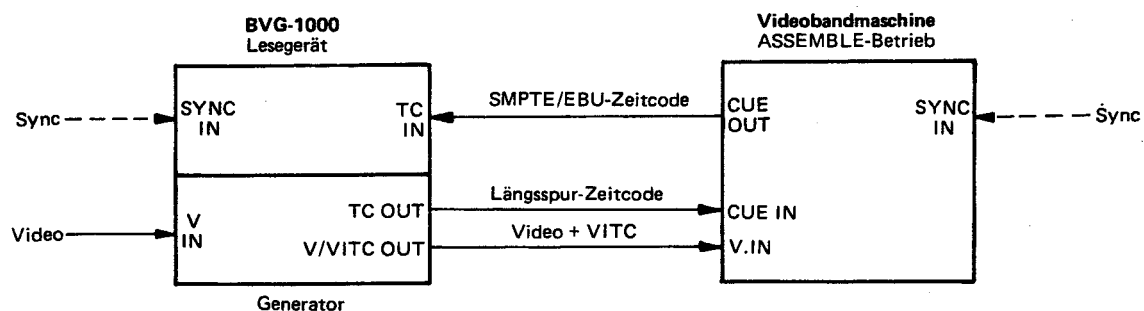 BVG-1000
Lesegerät
Videobandmaschine
ASSEMBLE-Betrieb
Sync
SYNC
IN
TC
IN
SMPTE/EBU-Zeitcode
CUE
OUT
SYNC
IN
Sync
Video
V
IN
TC OUT
V/VITC OUT
Längsspur-Zeitcode
Video + VITC
CUE IN
V.IN
Generator